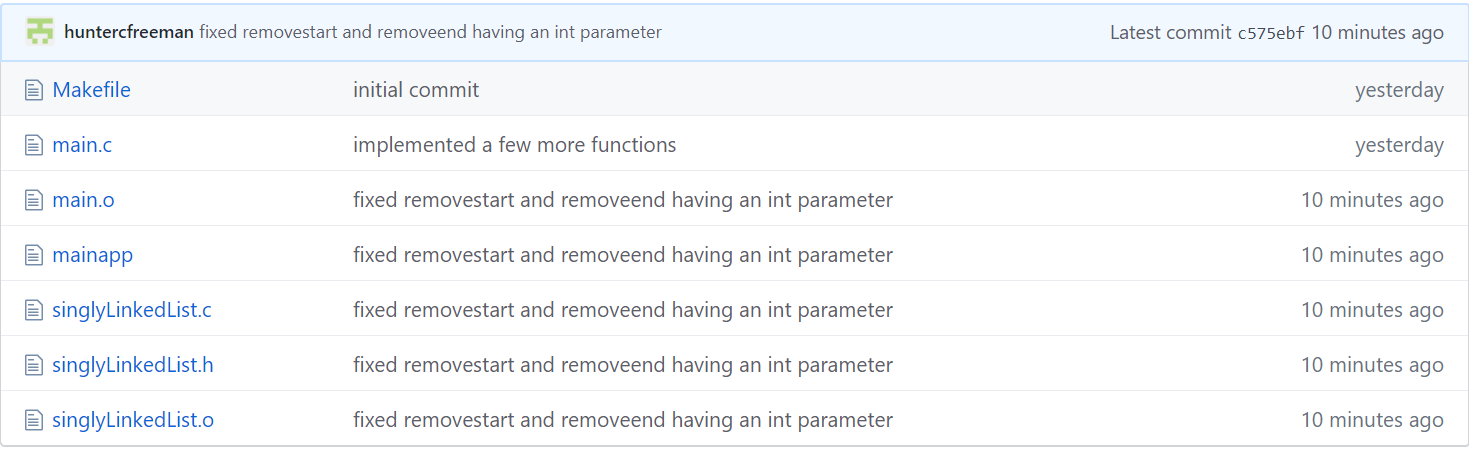 huntercfreeman fixed removestart and removeend having an int parameter Latest commit c575ebf 10 minutes ago
Makefile initial commit yesterday
main.c implemented a few more functions yesterday
main.o fixed removestart and removeend having an int parameter 10 minutes ago
mainapp fixed removestart and removeend having an int parameter 10 minutes ago
singlyLinkedList.c fixed removestart and removeend having an int parameter 10 minutes ago
singlyLinkedList.h fixed removestart and removeend having an int parameter 10 minutes ago
singlyLinkedList.o fixed removestart and removeend having an int parameter 10 minutes ago